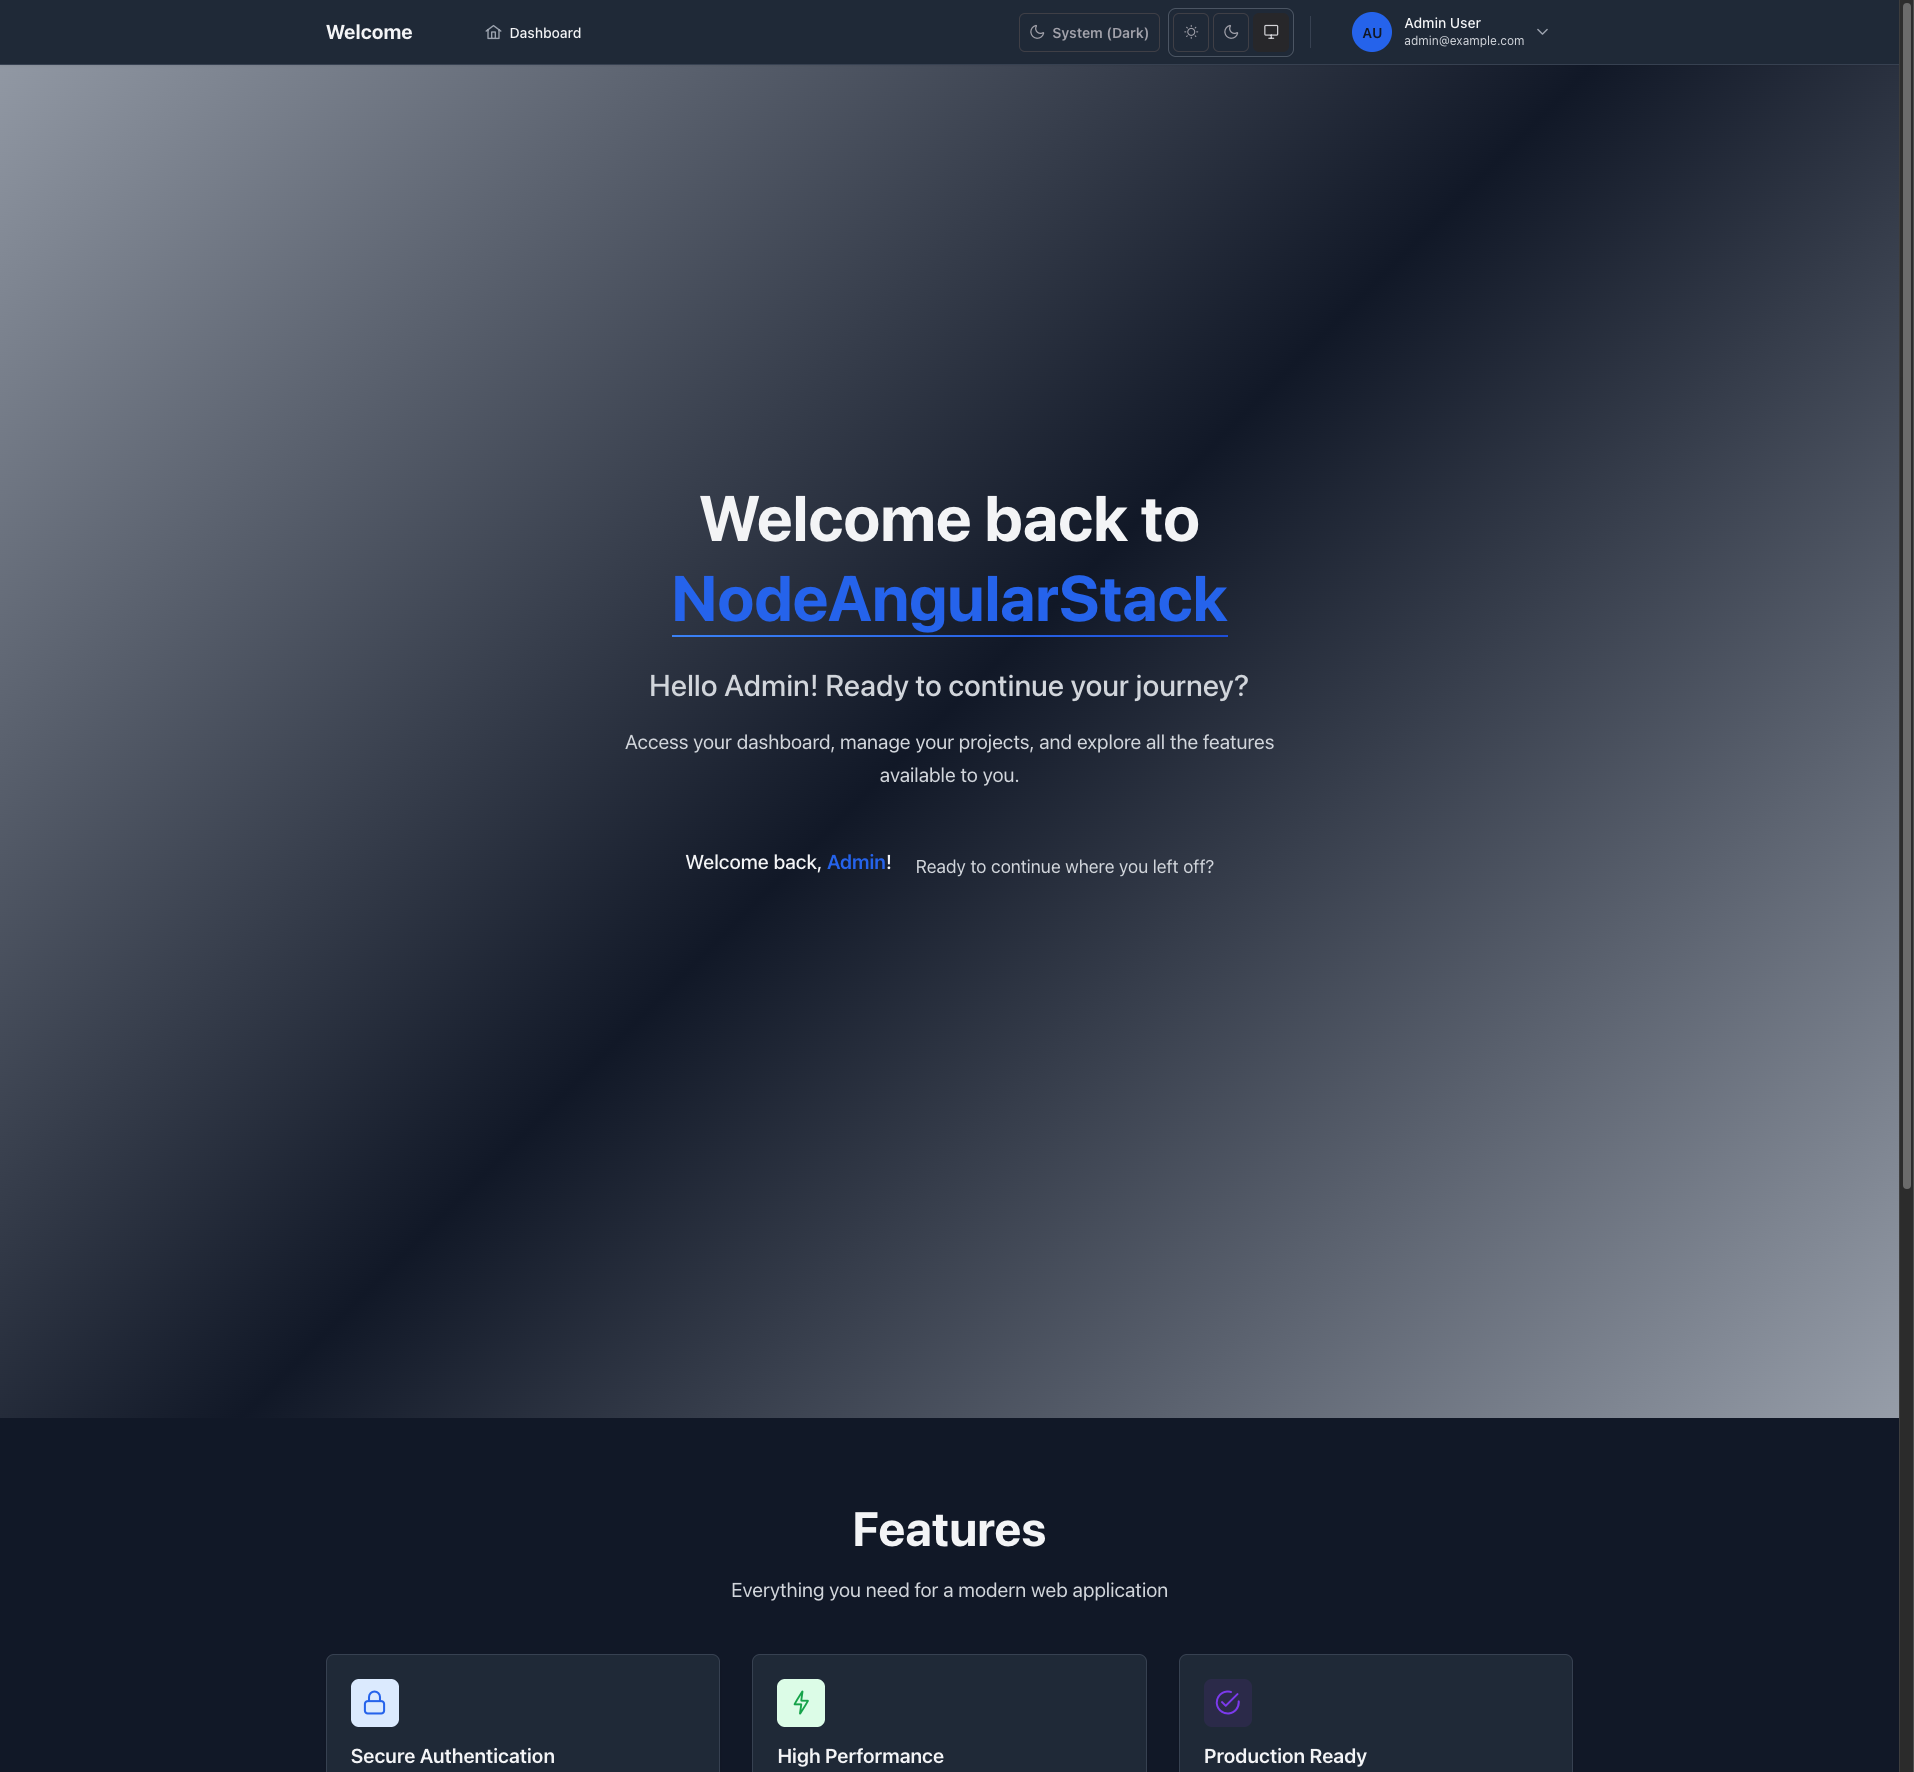 Welcome
Dashboard
System (Dark)
AU
Admin User
admin@example.com
Welcome back to
NodeAngularStack
Hello Admin! Ready to continue your journey?
Access your dashboard, manage your projects, and explore all the features
available to you.
Welcome back, Admin!
Ready to continue where you left off?
Features
Everything you need for a modern web application
Secure Authentication
High Performance
Production Ready